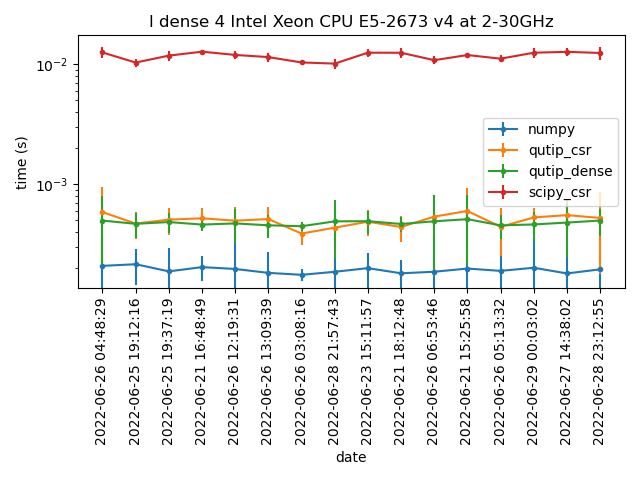 I dense 4 Intel Xeon CPU E5-2673 v4 at 2-30GHz
time (s)
10⁻²
10⁻³
numpy
qutip_csr
qutip_dense
scipy_csr
2022-06-26 04:48:29
2022-06-25 19:12:16
2022-06-25 19:37:19
2022-06-21 16:48:49
2022-06-26 12:19:31
2022-06-26 13:09:39
2022-06-26 03:08:16
2022-06-28 21:57:43
2022-06-23 15:11:57
2022-06-21 18:12:48
2022-06-26 06:53:46
2022-06-21 15:25:58
2022-06-26 05:13:32
2022-06-29 00:03:02
2022-06-27 14:38:02
2022-06-28 23:12:55
date